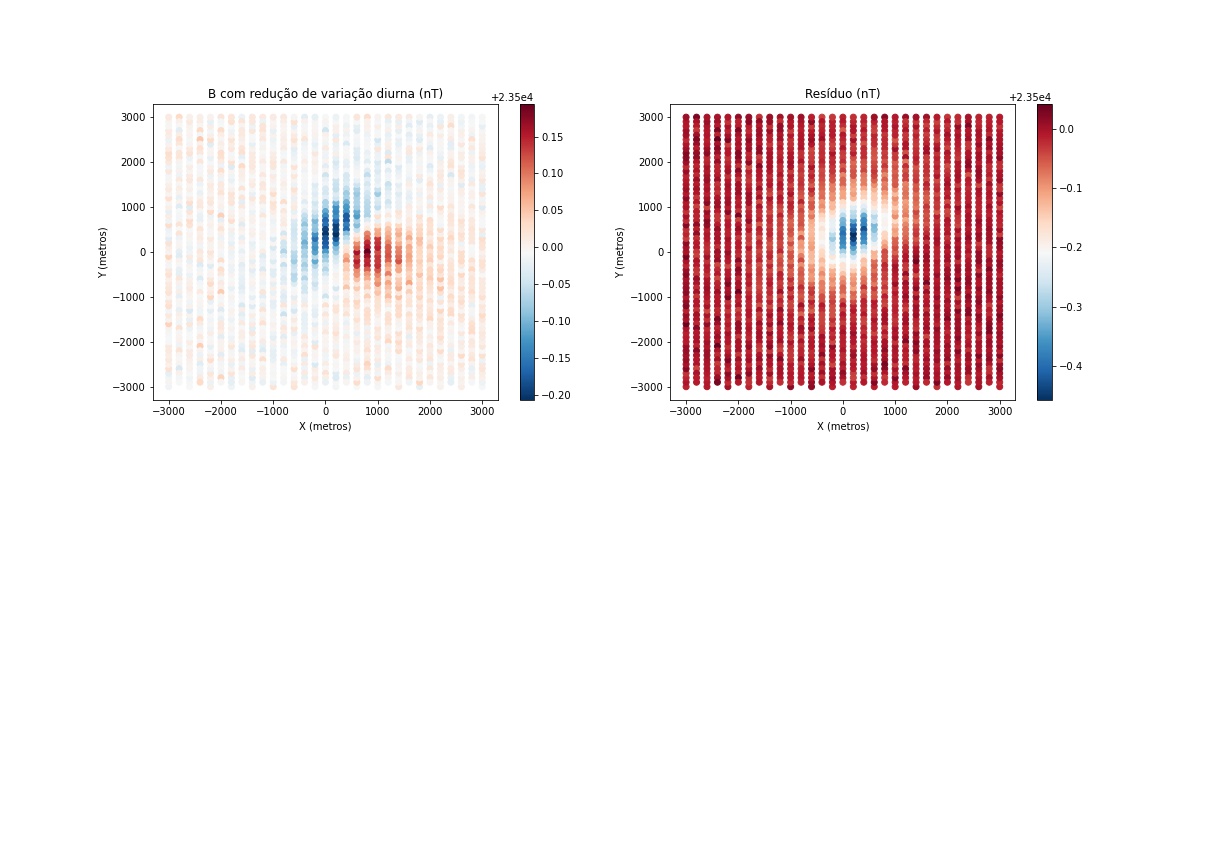 B com redução de variação diurna (nT)
+2.35e4
3000
2000
1000
0
−1000
−2000
−3000
Y (metros)
−3000 −2000 −1000 0 1000 2000 3000
X (metros)
0.15
0.10
0.05
0.00
−0.05
−0.10
−0.15
−0.20
Resíduo (nT)
+2.35e4
3000
2000
1000
0
−1000
−2000
−3000
Y (metros)
−3000 −2000 −1000 0 1000 2000 3000
X (metros)
0.0
−0.1
−0.2
−0.3
−0.4